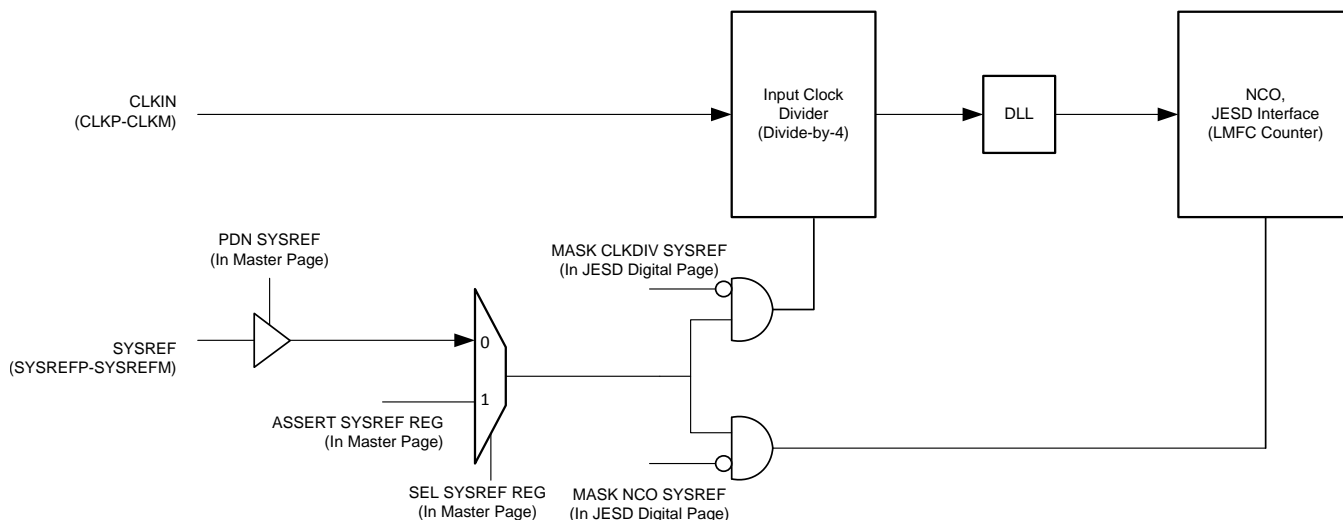 CLKIN
(CLKP-CLKM)
Input Clock
Divider
(Divide-by-4)
DLL
NCO,
JESD Interface
(LMFC Counter)
PDN SYSREF
(In Master Page)
MASK CLKDIV SYSREF
(In JESD Digital Page)
SYSREF
(SYSREFP-SYSREFM)
0
1
ASSERT SYSREF REG
(In Master Page)
SEL SYSREF REG
(In Master Page)
MASK NCO SYSREF
(In JESD Digital Page)